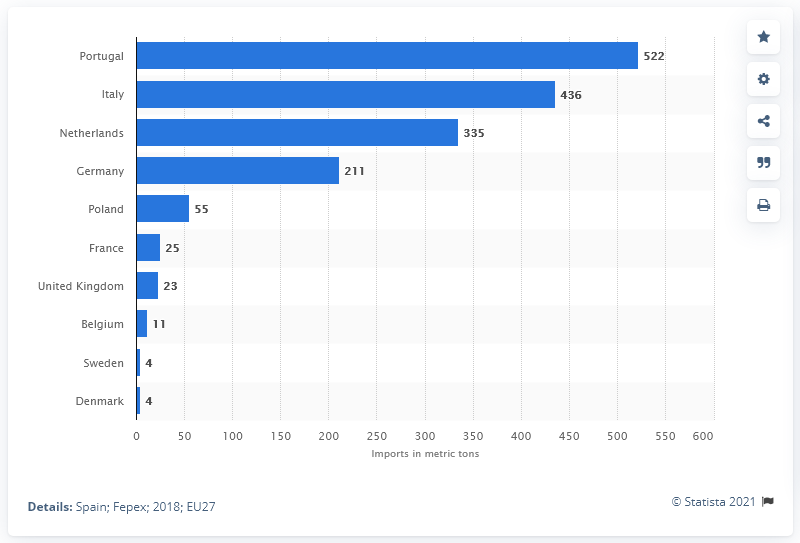 Portugal 522
Italy 436
Netherlands 335
Germany 211
Poland 55
France 25
United Kingdom 23
Belgium 11
Sweden 4
Denmark 4
0 50 100 150 200 250 300 350 400 450 500 550 600
Imports in metric tons
Details: Spain; Fepex; 2018; EU27
© Statista 2021